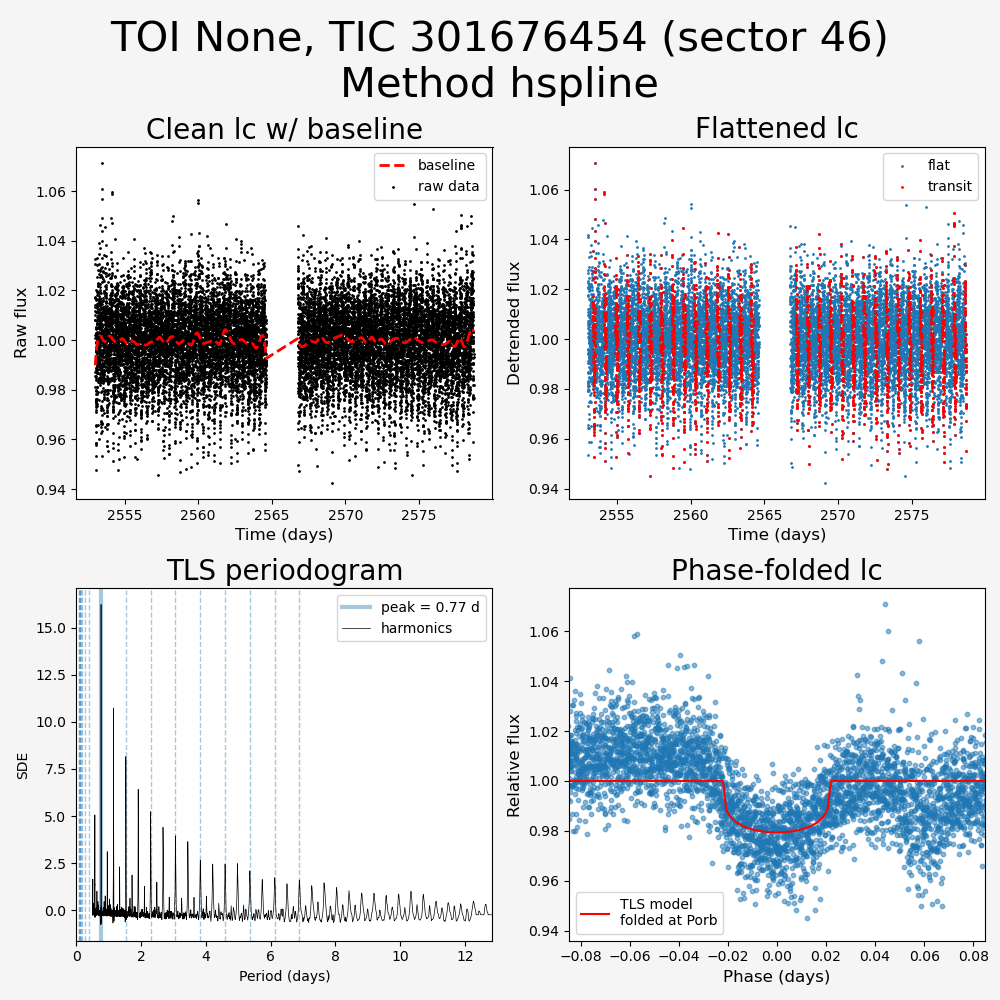 TOI None, TIC 301676454 (sector 46)
Method hspline
Clean lc w/ baseline
baseline
raw data
1.06
1.04
1.02
1.00
0.98
0.96
0.94
Raw flux
2555 2560 2565 2570 2575
Time (days)
Flattened lc
flat
transit
1.06
1.04
1.02
1.00
0.98
0.96
0.94
Detrended flux
2555 2560 2565 2570 2575
Time (days)
TLS periodogram
peak = 0.77 d
harmonics
15.0
12.5
10.0
7.5
5.0
2.5
0.0
SDE
0 2 4 6 8 10 12
Period (days)
Phase-folded lc
1.06
1.04
1.02
1.00
0.98
0.96
0.94
Relative flux
TLS model
folded at Porb
−0.08 −0.06 −0.04 −0.02 0.00 0.02 0.04 0.06 0.08
Phase (days)